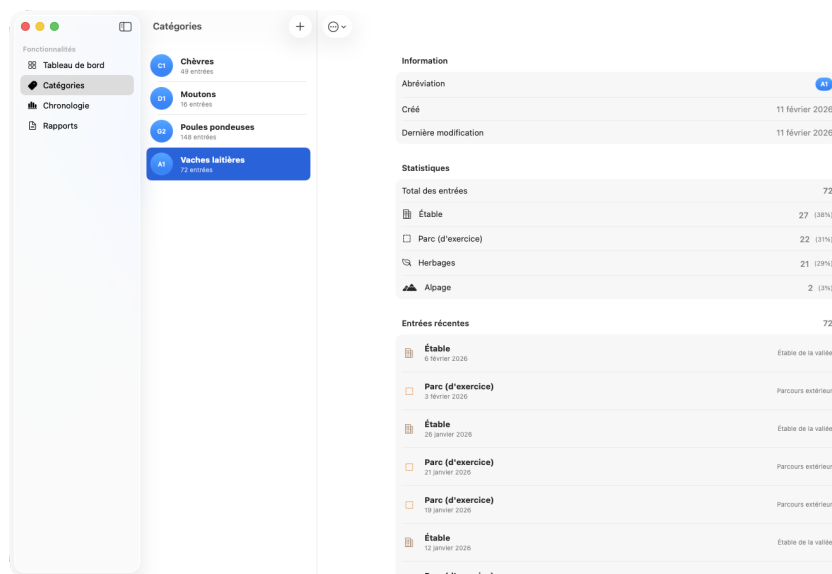 Fonctionnalités
Tableau de bord
Catégories
Chronologie
Rapports
Catégories
C1
Chèvres
49 entrées
D1
Moutons
16 entrées
G2
Poules pondeuses
148 entrées
A1
Vaches laitières
72 entrées
Information
Abréviation A1
Créé 11 février 2026
Dernière modification 11 février 2026
Statistiques
Total des entrées 72
Étable 27 (38%)
Parc (d'exercice) 22 (31%)
Herbages 21 (29%)
Alpage 2 (3%)
Entrées récentes 72
Étable
6 février 2026
Étable de la vallée
Parc (d'exercice)
3 février 2026
Parcours extérieur
Étable
26 janvier 2026
Étable de la vallée
Parc (d'exercice)
21 janvier 2026
Parcours extérieur
Parc (d'exercice)
19 janvier 2026
Parcours extérieur
Étable
12 janvier 2026
Étable de la vallée